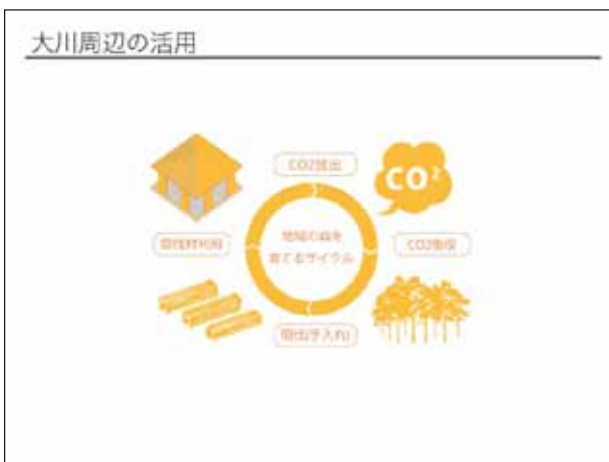 大川周辺の活用
CO2排出
CO²
間伐材利用
地域の森を
育てるサイクル
CO2吸収
間伐(手入れ)